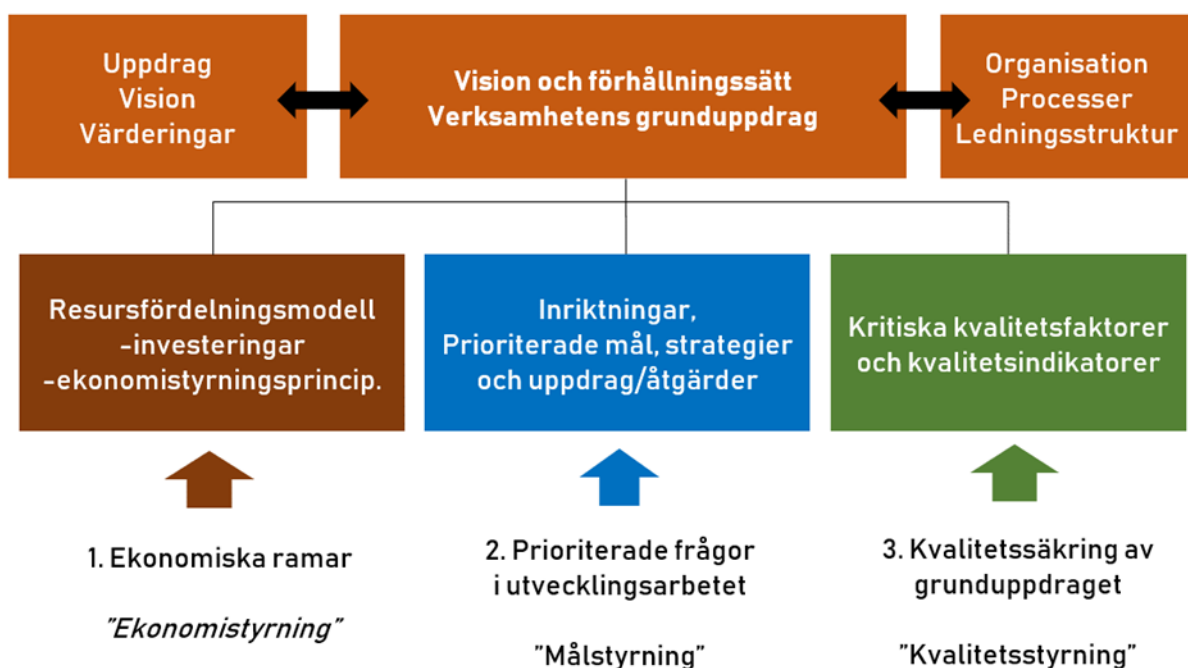 Uppdrag
Vision
Värderingar
Vision och förhållningssätt
Verksamhetens grunduppdrag
Organisation
Processer
Ledningsstruktur
Resursfördelningsmodell
-investeringar
-ekonomistyrningsprincip.
Inriktningar,
Prioriterade mål, strategier
och uppdrag/åtgärder
Kritiska kvalitetsfaktorer
och kvalitetsindikatorer
1. Ekonomiska ramar
"Ekonomistyrning"
2. Prioriterade frågor
i utvecklingsarbetet
"Målstyrning"
3. Kvalitetssäkring av
grunduppdraget
"Kvalitetsstyrning"